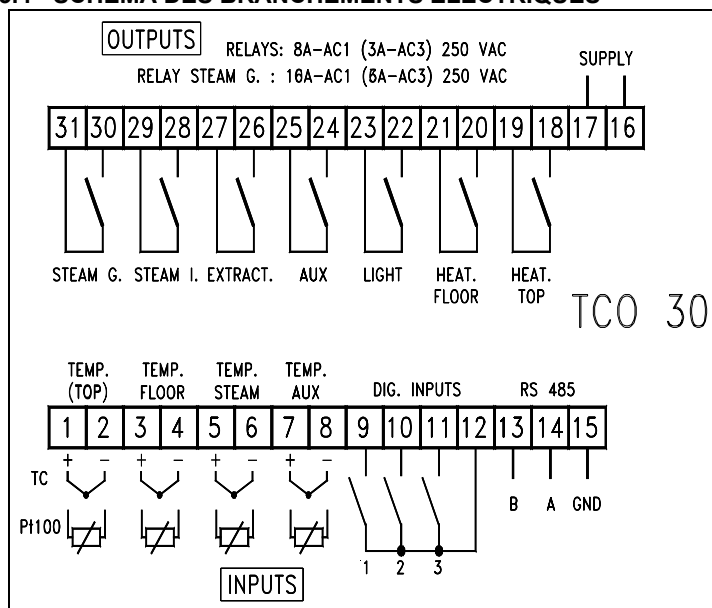 SCHEMA DES BRANCHEMENTS ELECTRIQUES
OUTPUTS
RELAYS: 8A-AC1 (3A-AC3) 250 VAC
RELAY STEAM G. : 16A-AC1 (6A-AC3) 250 VAC
SUPPLY
31 30 29 28 27 26 25 24 23 22 21 20 19 18 17 16
STEAM G. STEAM I. EXTRACT. AUX LIGHT HEAT. FLOOR HEAT. TOP
TCO 30
TEMP. (TOP) TEMP. FLOOR TEMP. STEAM TEMP. AUX DIG. INPUTS RS 485
1 2 3 4 5 6 7 8 9 10 11 12 13 14 15
+ - + - + - + -
TC
B A GND
Pt100
1 2 3
INPUTS